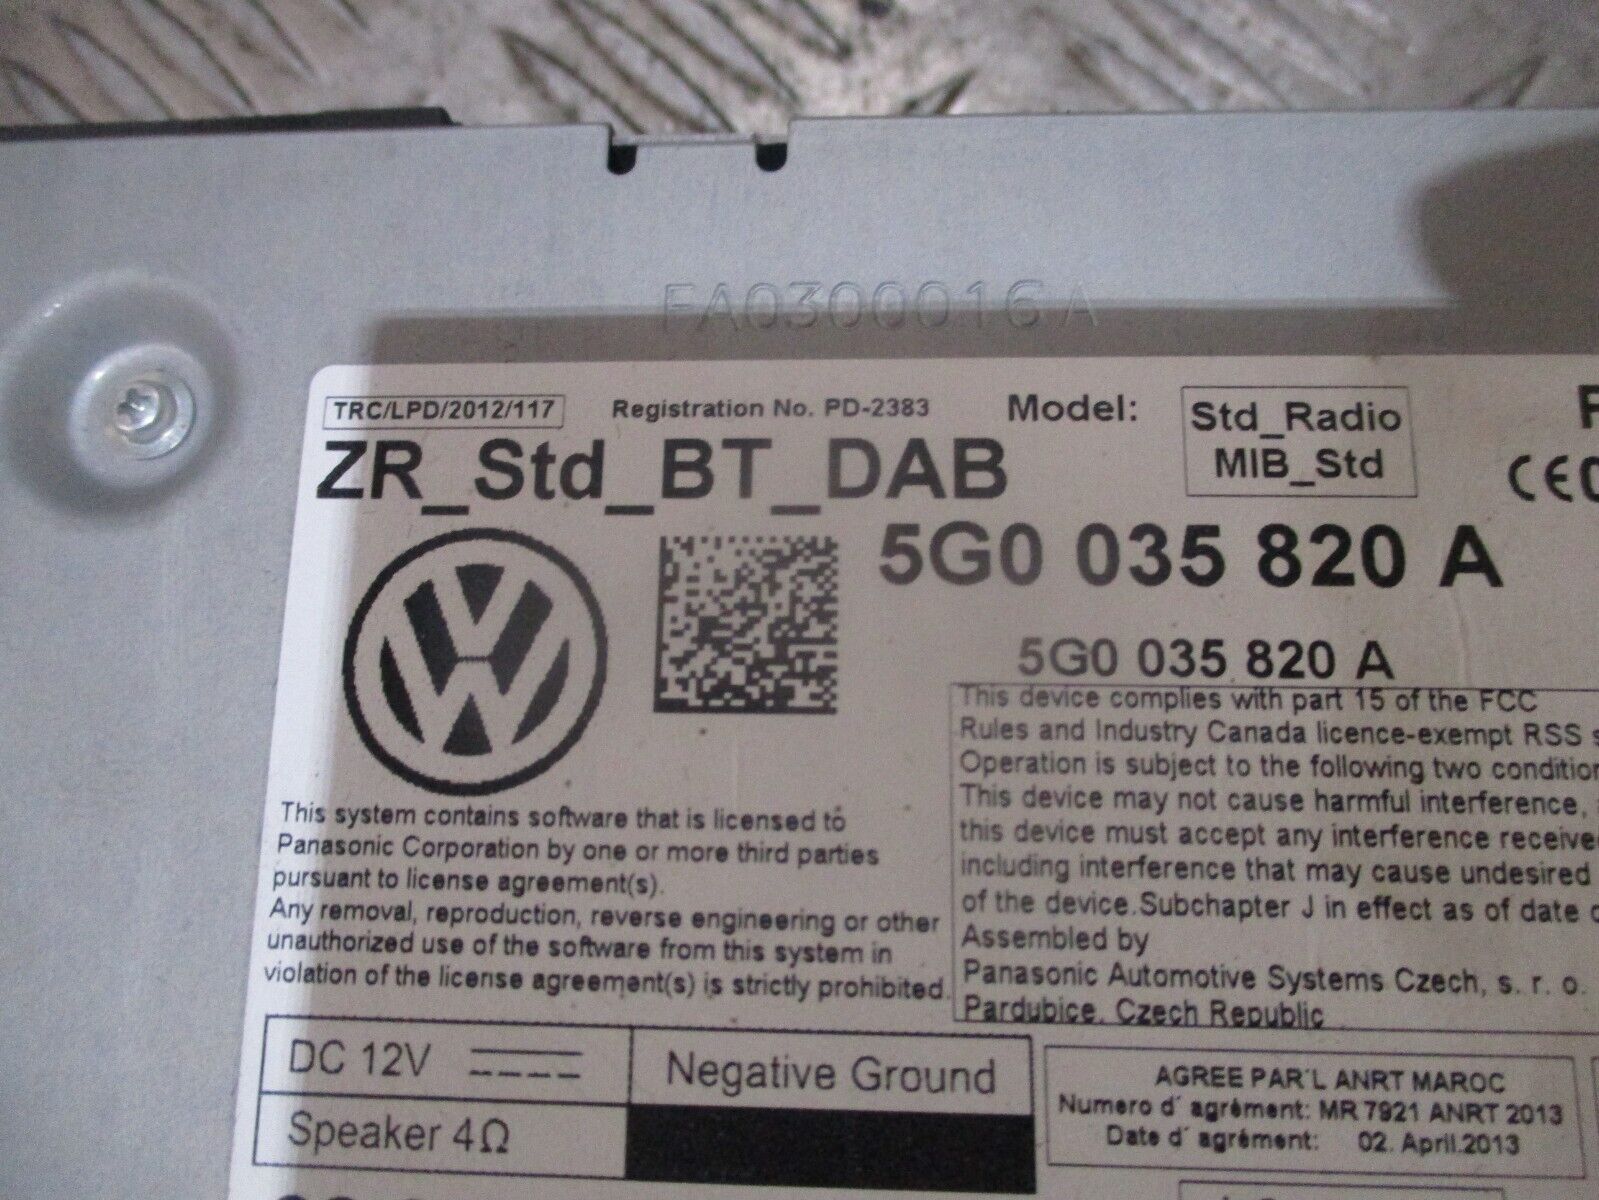 FA0300016A
TRC/LPD/2012/117 Registration No. PD-2383 Model: Std_Radio
MIB_Std
ZR_Std_BT_DAB
CE0
5G0 035 820 A
5G0 035 820 A
This device complies with part 15 of the FCC
Rules and Industry Canada licence-exempt RSS
Operation is subject to the following two condition
This device may not cause harmful interference,
this device must accept any interference receive
including interference that may cause undesired
of the device.Subchapter J in effect as of date
Assembled by
Panasonic Automotive Systems Czech, s. r. o.
Pardubice, Czech Republic
This system contains software that is licensed to
Panasonic Corporation by one or more third parties
pursuant to license agreement(s).
Any removal, reproduction, reverse engineering or other
unauthorized use of the software from this system in
violation of the license agreement(s) is strictly prohibited.
DC 12V
Negative Ground
Speaker 4Ω
AGREE PAR´L ANRT MAROC
Numero d´ agrément: MR 7921 ANRT 2013
Date d´ agrément: 02. April.2013